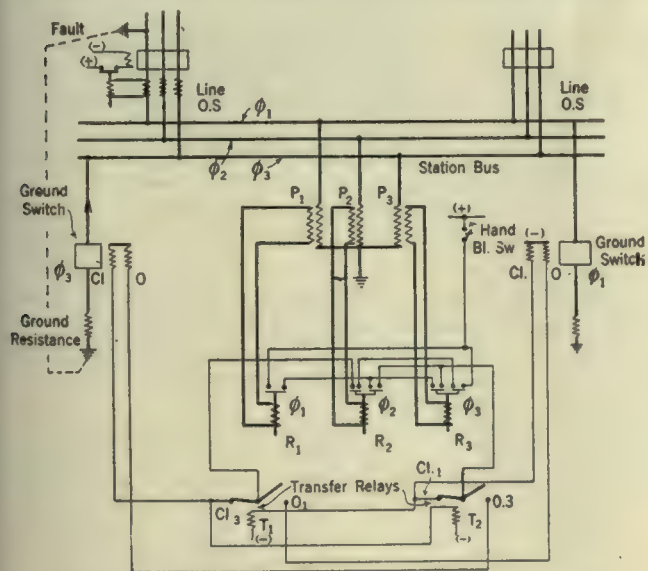 Fault
(-)
(+)
Line
O.S
Line
O.S
ϕ1
ϕ2
ϕ3
Station Bus
Ground
Switch
P1
P2
P3
(+)
Hand
Bl. Sw
(-)
Ground
Switch
ϕ3
Cl
O
Cl.
O
ϕ1
Ground
Resistance
ϕ1
ϕ2
ϕ3
R1
R2
R3
Cl.1
Transfer Relays
Cl3
O1
O.3
T1
T2
(-)
(-)